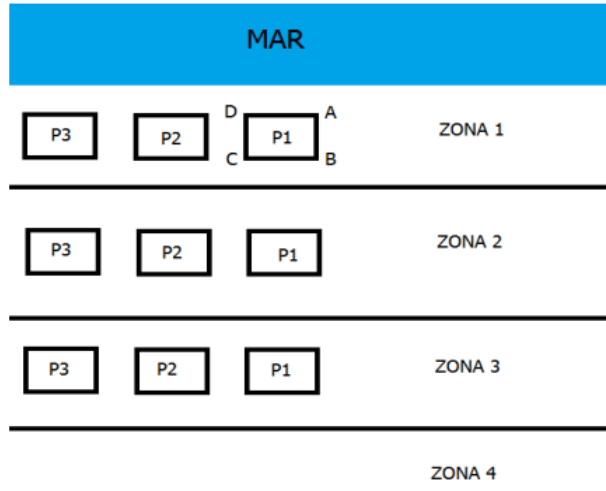 MAR
D A
P3 P2 P1 ZONA 1
C B
P3 P2 P1 ZONA 2
P3 P2 P1 ZONA 3
ZONA 4